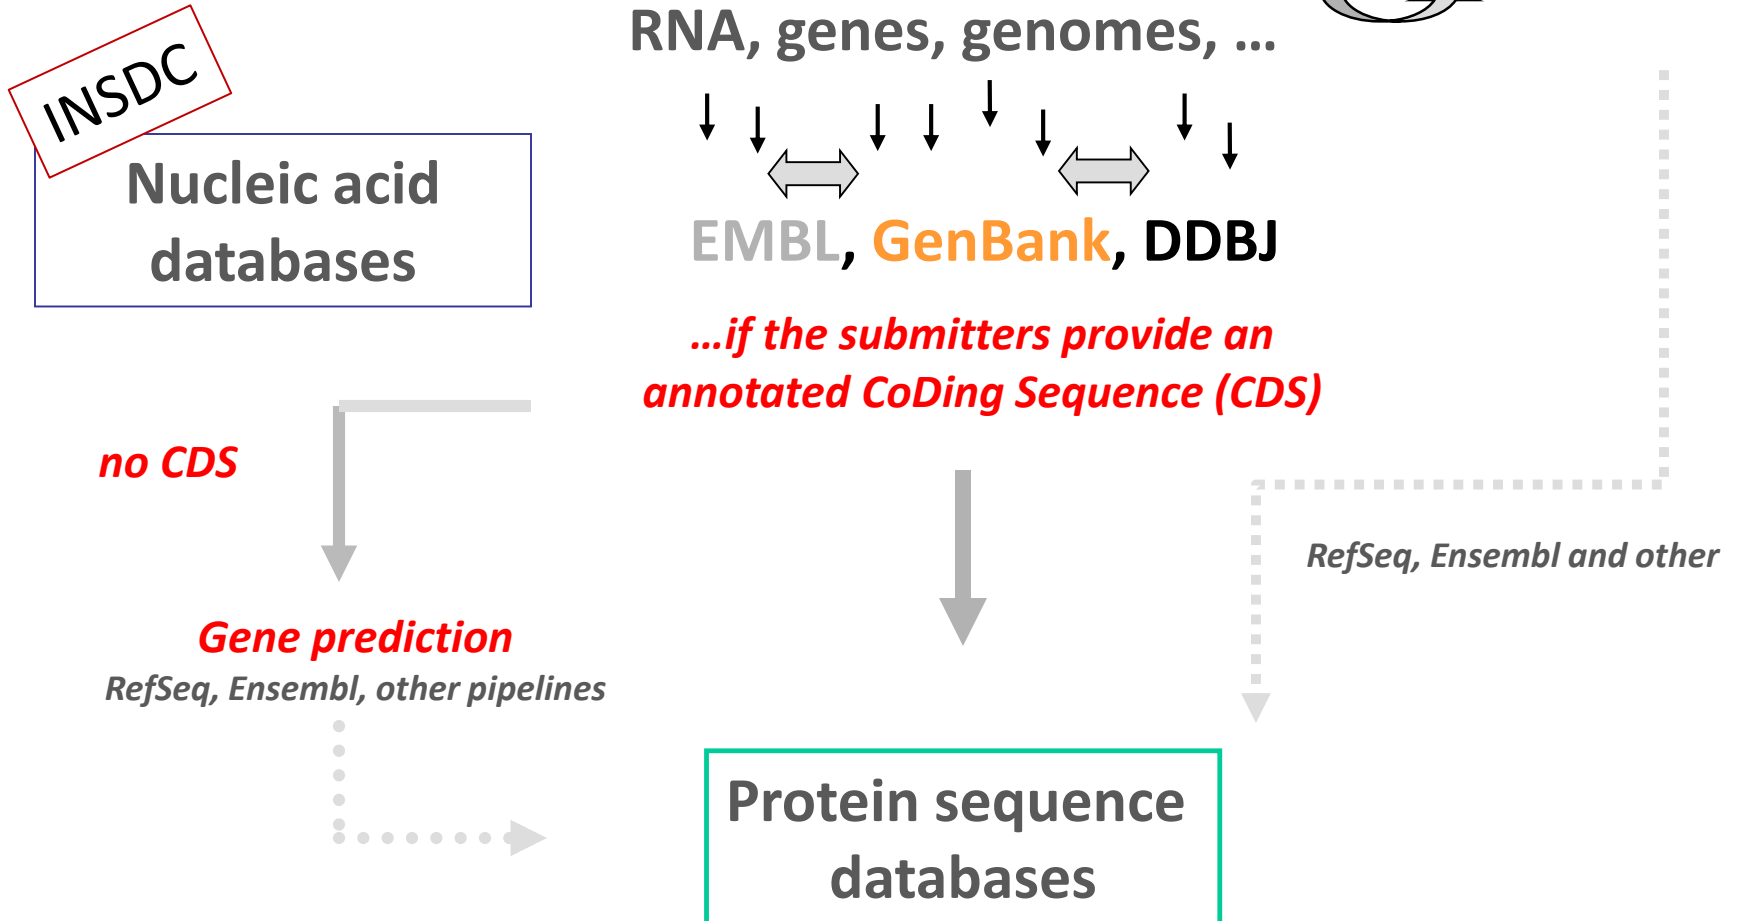 RNA, genes, genomes, ...
INSDC
Nucleic acid
databases
EMBL, GenBank, DDBJ
...if the submitters provide an
annotated CoDing Sequence (CDS)
no CDS
RefSeq, Ensembl and other
Gene prediction
RefSeq, Ensembl, other pipelines
Protein sequence
databases